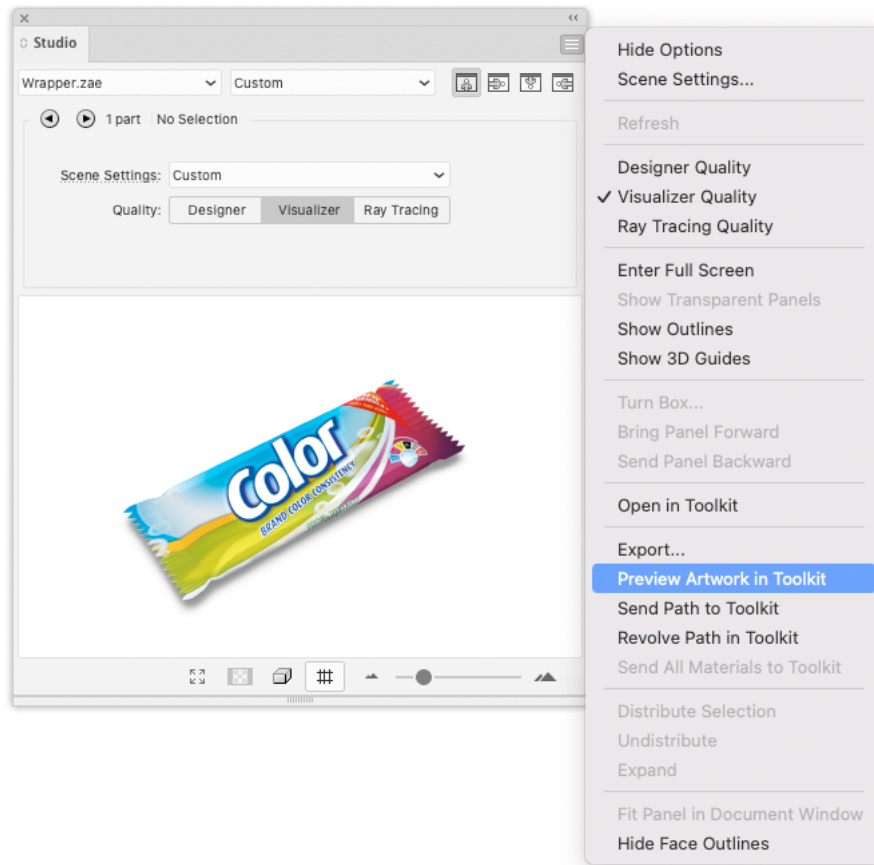 Studio
Wrapper.zae
Custom
1 part
No Selection
Scene Settings: Custom
Quality: Designer Visualizer Ray Tracing
Color
BRAND COLOR CONSISTENCY
Hide Options
Scene Settings...
Refresh
Designer Quality
Visualizer Quality
Ray Tracing Quality
Enter Full Screen
Show Transparent Panels
Show Outlines
Show 3D Guides
Turn Box...
Bring Panel Forward
Send Panel Backward
Open in Toolkit
Export...
Preview Artwork in Toolkit
Send Path to Toolkit
Revolve Path in Toolkit
Send All Materials to Toolkit
Distribute Selection
Undistribute
Expand
Fit Panel in Document Window
Hide Face Outlines